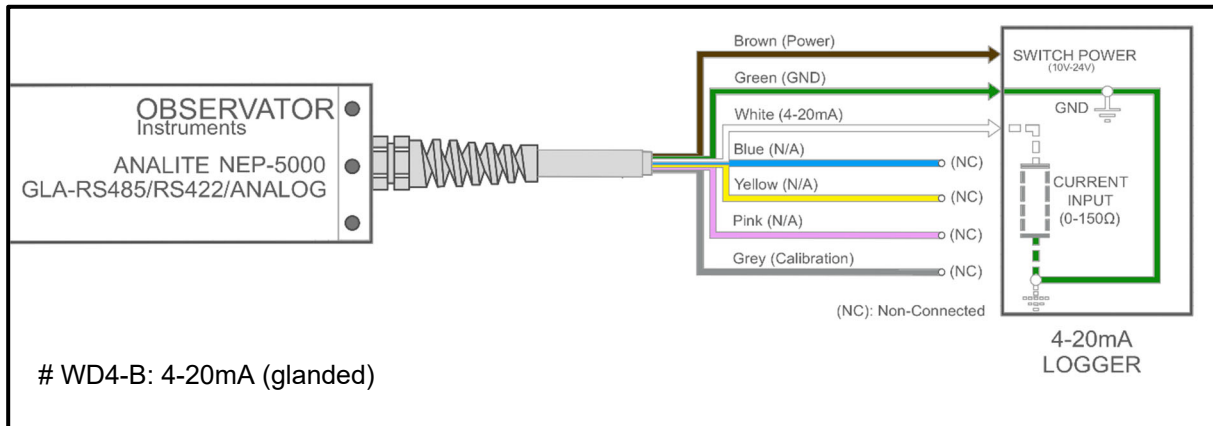 OBSERVATOR
Instruments
ANALITE NEP-5000
GLA-RS485/RS422/ANALOG
Brown (Power)
Green (GND)
White (4-20mA)
Blue (N/A)
(NC)
Yellow (N/A)
(NC)
Pink (N/A)
(NC)
Grey (Calibration)
(NC)
(NC): Non-Connected
SWITCH POWER
(10V-24V)
GND
CURRENT
INPUT
(0-150Ω)
4-20mA
LOGGER
# WD4-B: 4-20mA (glanded)